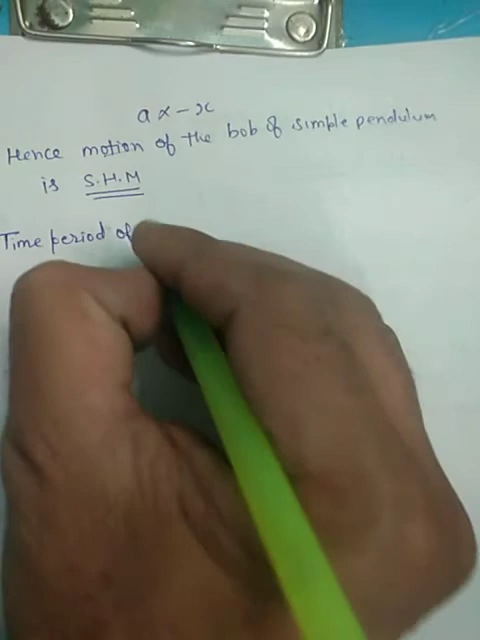 a ∝ - x
Hence motion of the bob of simple pendulum
is S.H.M
Time period of